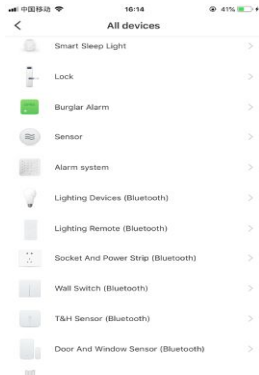 中国移动 16:14 41%
All devices
Smart Sleep Light
Lock
Burglar Alarm
Sensor
Alarm system
Lighting Devices (Bluetooth)
Lighting Remote (Bluetooth)
Socket And Power Strip (Bluetooth)
Wall Switch (Bluetooth)
T&H Sensor (Bluetooth)
Door And Window Sensor (Bluetooth)